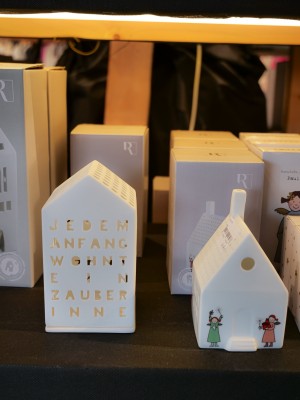 R
R
R
JEDEM
ANFANG
WOHNT
EIN
ZAUBER
INNE